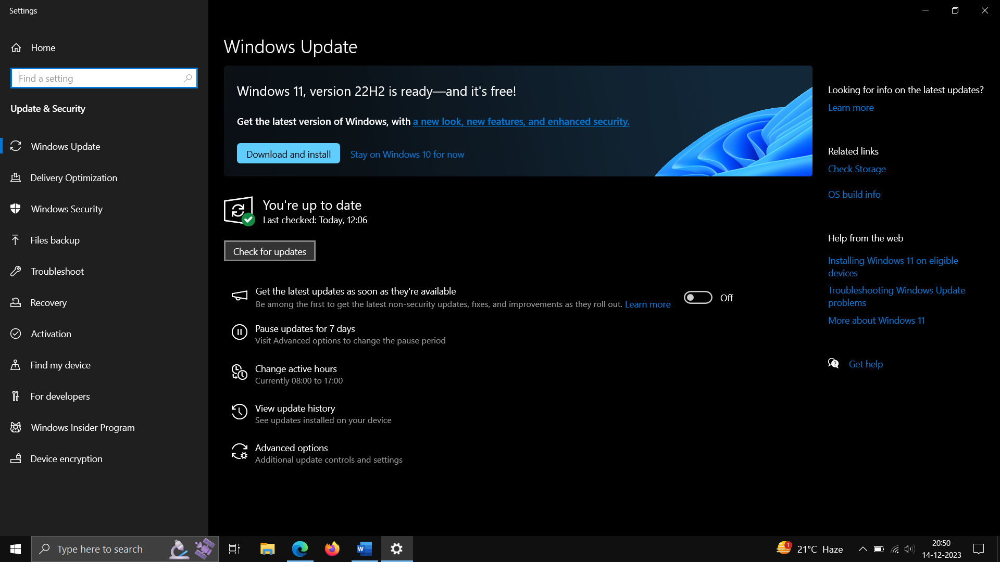 Settings
Home
Find a setting
Update & Security
Windows Update
Delivery Optimization
Windows Security
Files backup
Troubleshoot
Recovery
Activation
Find my device
For developers
Windows Insider Program
Device encryption
Windows Update
Windows 11, version 22H2 is ready—and it's free!
Get the latest version of Windows, with a new look, new features, and enhanced security.
Download and install
Stay on Windows 10 for now
You're up to date
Last checked: Today, 12:06
Check for updates
Get the latest updates as soon as they're available
Be among the first to get the latest non-security updates, fixes, and improvements as they roll out. Learn more
Off
Pause updates for 7 days
Visit Advanced options to change the pause period
Change active hours
Currently 08:00 to 17:00
View update history
See updates installed on your device
Advanced options
Additional update controls and settings
Looking for info on the latest updates?
Learn more
Related links
Check Storage
OS build info
Help from the web
Installing Windows 11 on eligible
devices
Troubleshooting Windows Update
problems
More about Windows 11
Get help
Type here to search
W
1
21°C Haze
20:50
14-12-2023